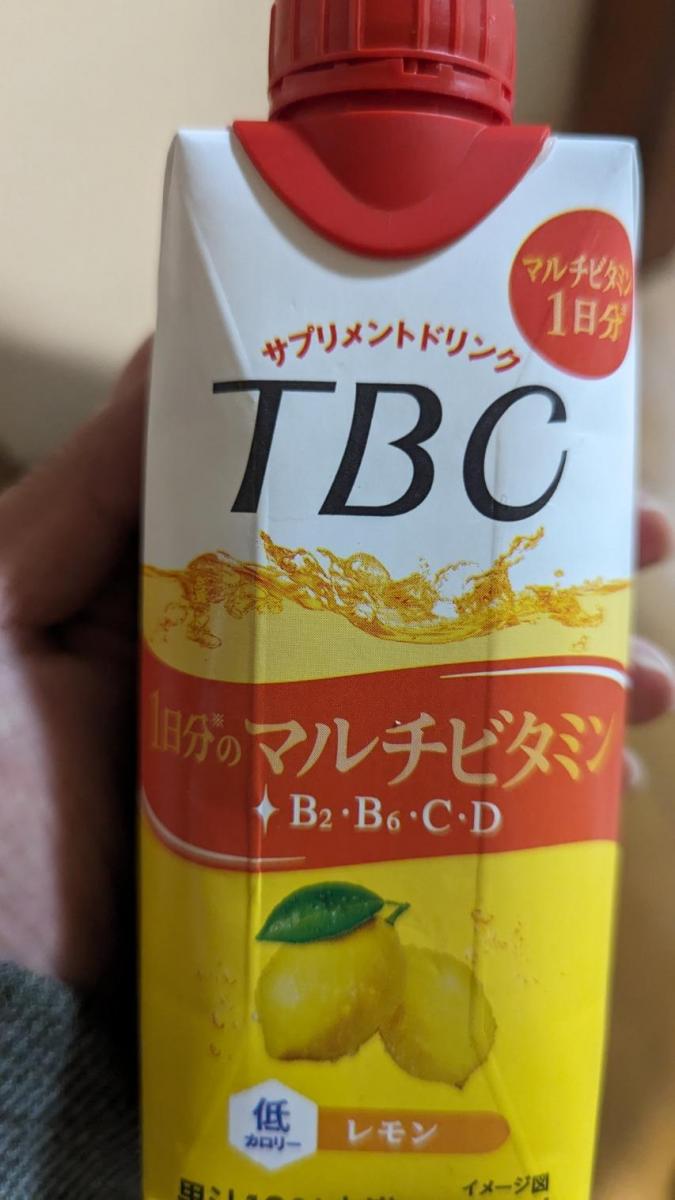 マルチビタミン
1日分※
サプリメントドリンク
TBC
1日分※のマルチビタミン
B2・B6・C・D
低
カロリー
レモン
イメージ図